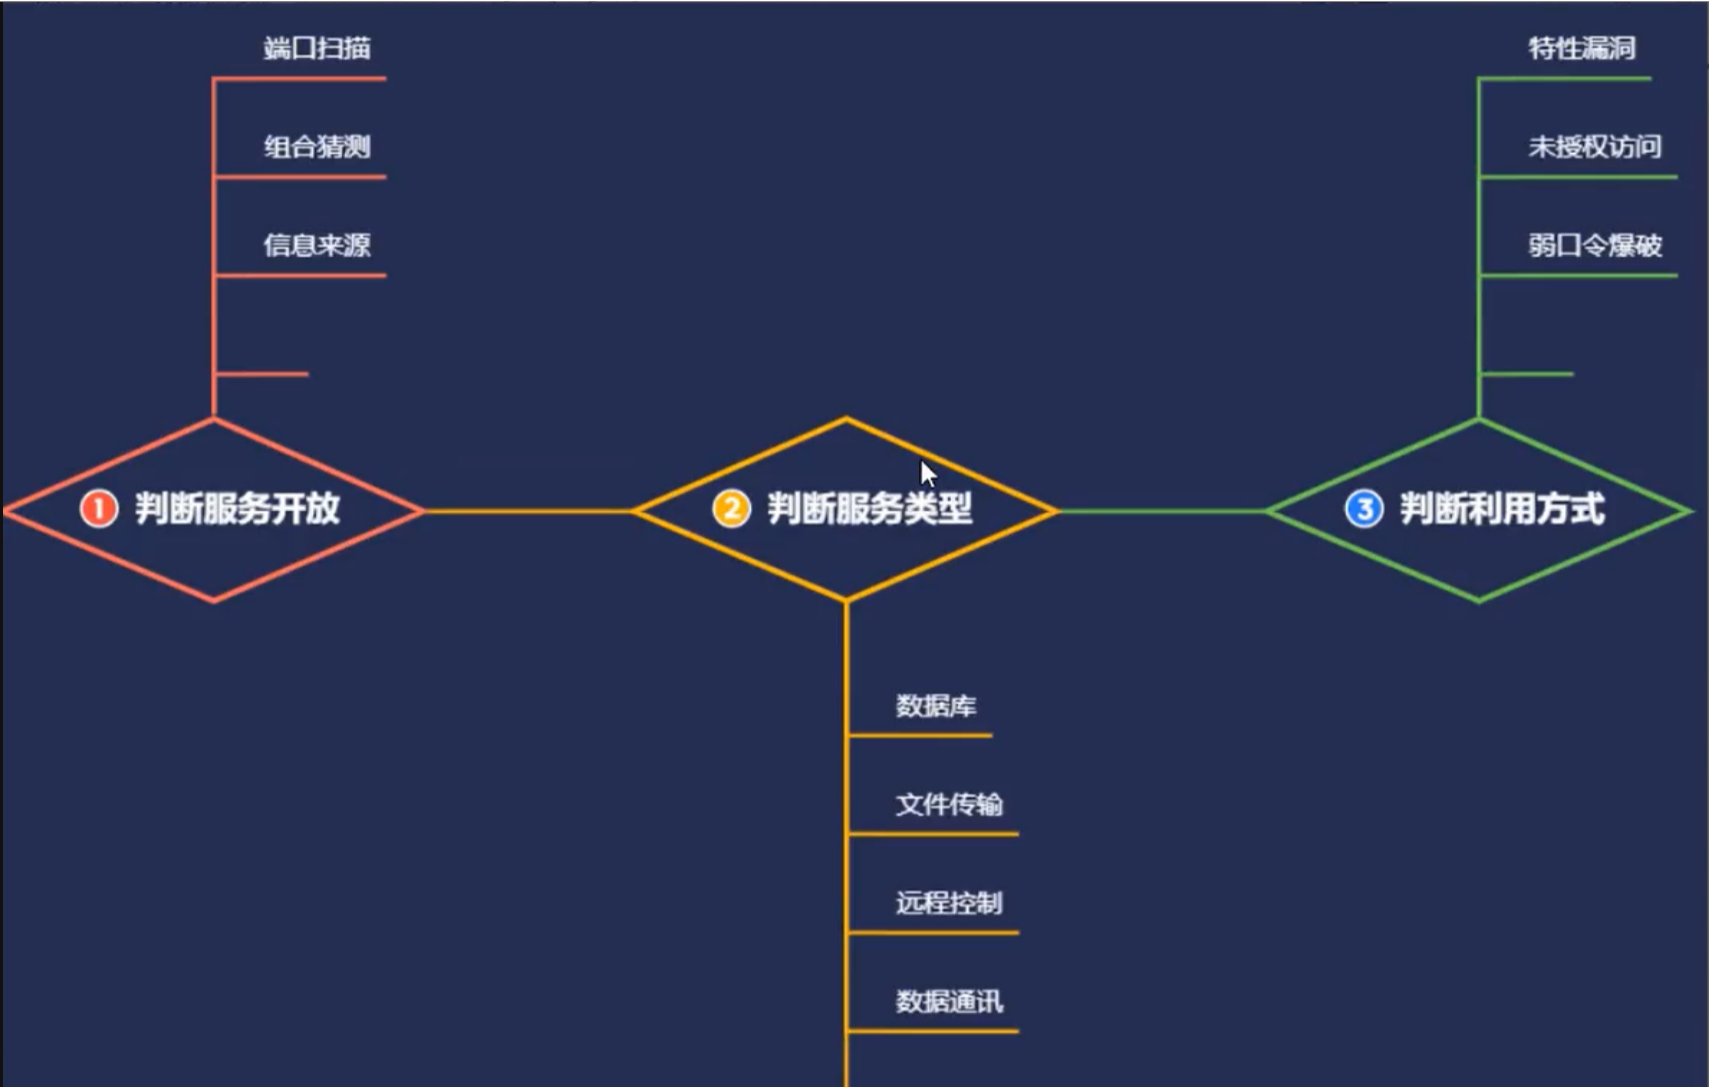 端口扫描
组合猜测
信息来源
① 判断服务开放
② 判断服务类型
数据库
文件传输
远程控制
数据通讯
特性漏洞
未授权访问
弱口令爆破
③ 判断利用方式